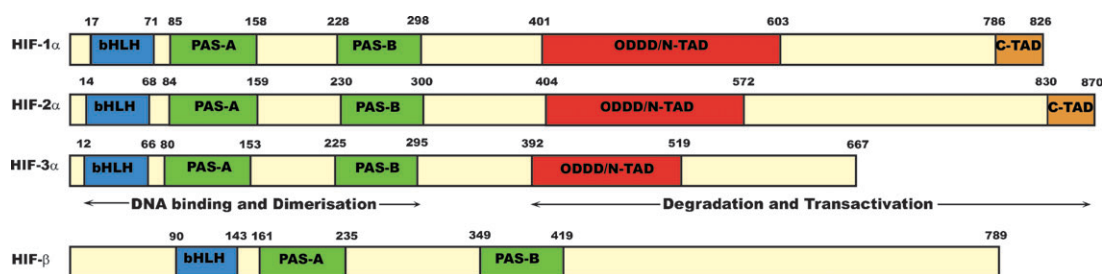 17 71 85 158 228 298 401 603 786 826
HIF-1α bHLH PAS-A PAS-B ODDD/N-TAD C-TAD
14 68 84 159 230 300 404 572 830 870
HIF-2α bHLH PAS-A PAS-B ODDD/N-TAD C-TAD
12 66 80 153 225 295 392 519 667
HIF-3α bHLH PAS-A PAS-B ODDD/N-TAD
DNA binding and Dimerisation Degradation and Transactivation
90 143 161 235 349 419 789
HIF-β bHLH PAS-A PAS-B